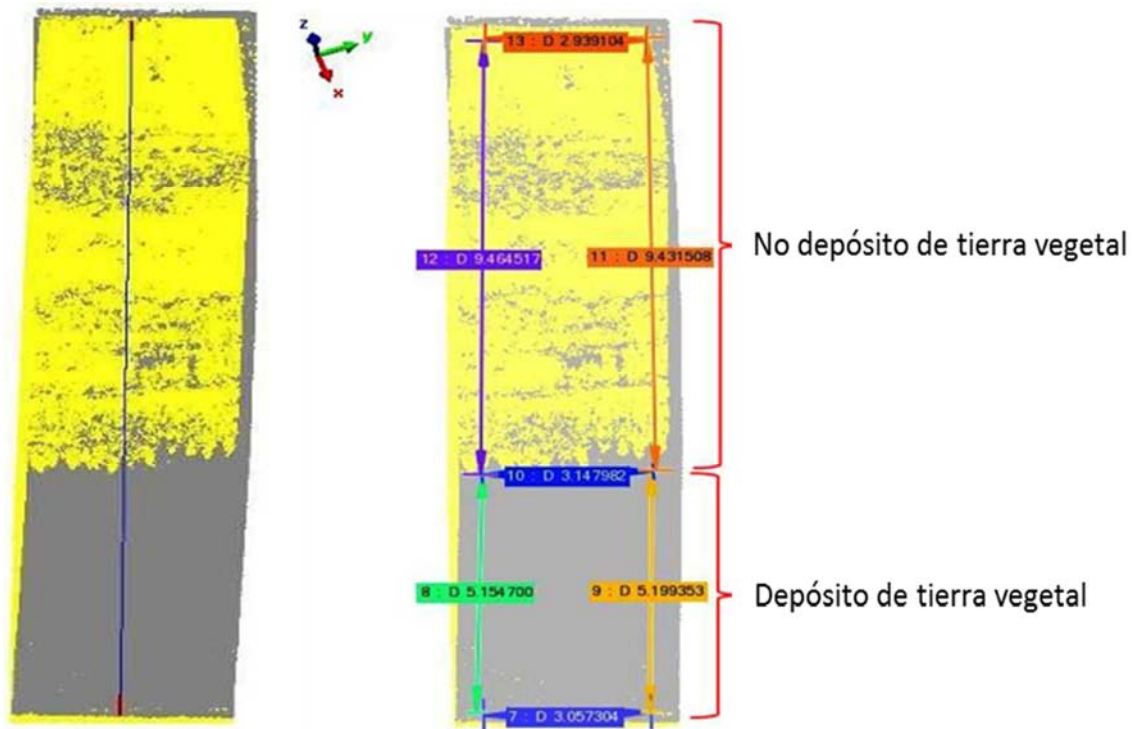 z
y
x
13 : D 2.939104
12 : D 9.464517
11 : D 9.431508
No depósito de tierra vegetal
10 : D 3.147982
8 : D 5.154700
9 : D 5.199353
Depósito de tierra vegetal
7 : D 3.057304